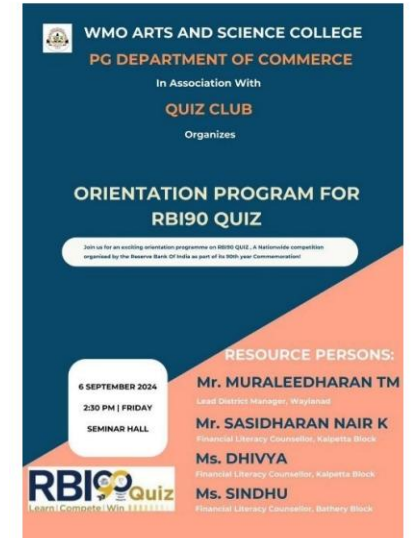 WMO ARTS AND SCIENCE COLLEGE
PG DEPARTMENT OF COMMERCE
In Association With
QUIZ CLUB
Organizes
ORIENTATION PROGRAM FOR
RBI90 QUIZ
Join us for an exciting orientation programme on RBI90 QUIZ , A Nationwide competition
organised by the Reserve Bank Of India as part of its 90th year Commemoration!
6 SEPTEMBER 2024
2:30 PM | FRIDAY
SEMINAR HALL
RESOURCE PERSONS:
Mr. MURALEEDHARAN TM
Lead District Manager, Wayanad
Mr. SASIDHARAN NAIR K
Financial Literacy Counsellor, Kalpetta Block
Ms. DHIVYA
Financial Literacy Counsellor, Kalpetta Block
Ms. SINDHU
Financial Literacy Counsellor, Bathery Block
RBI90Quiz
Learn|Compete|Win